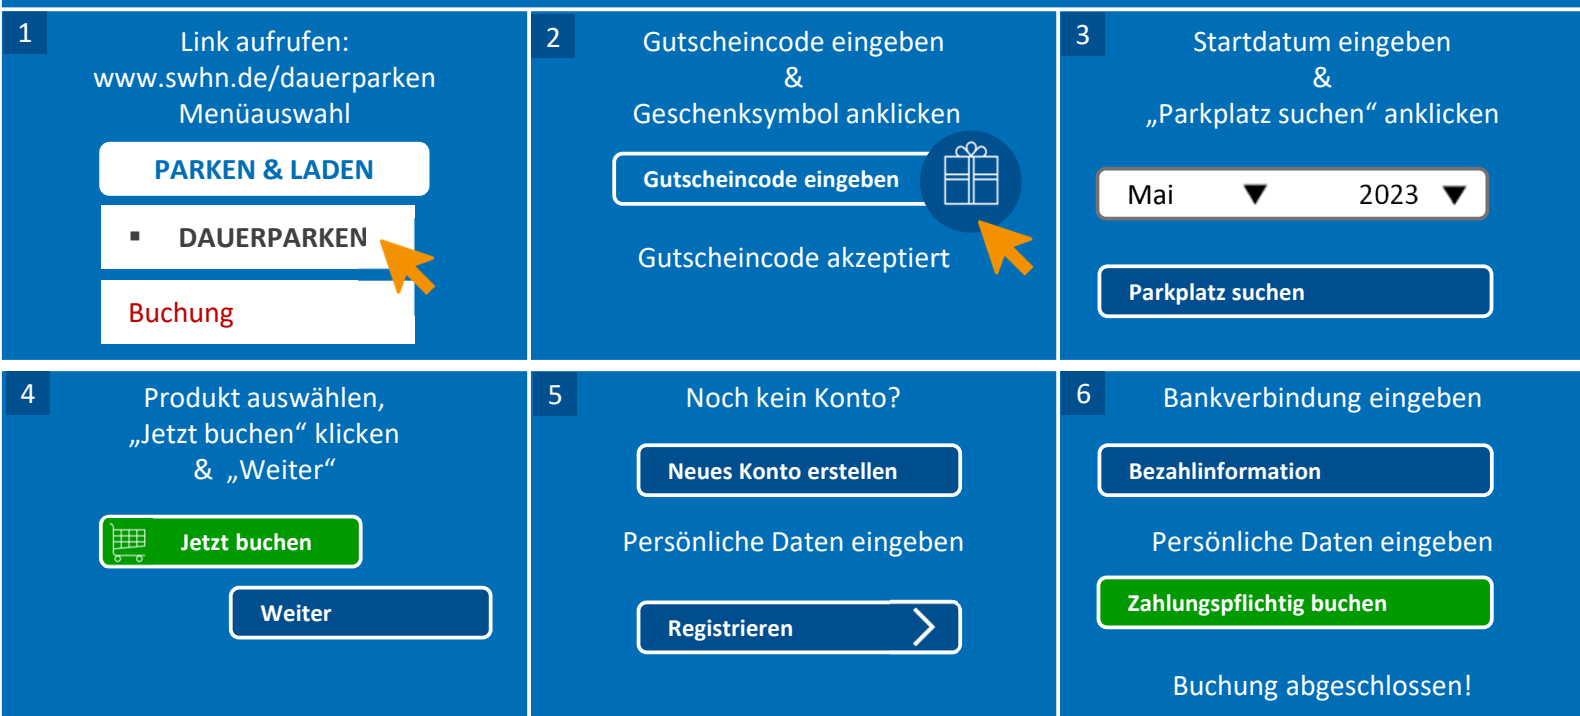 1
Link aufrufen:
www.swhn.de/dauerparken
Menüauswahl
PARKEN & LADEN
▪ DAUERPARKEN
Buchung
2
Gutscheincode eingeben
&
Geschenksymbol anklicken
Gutscheincode eingeben
Gutscheincode akzeptiert
3
Startdatum eingeben
&
„Parkplatz suchen“ anklicken
Mai ▼ 2023 ▼
Parkplatz suchen
4
Produkt auswählen,
„Jetzt buchen“ klicken
& „Weiter“
Jetzt buchen
Weiter
5
Noch kein Konto?
Neues Konto erstellen
Persönliche Daten eingeben
Registrieren
6
Bankverbindung eingeben
Bezahlinformation
Persönliche Daten eingeben
Zahlungspflichtig buchen
Buchung abgeschlossen!